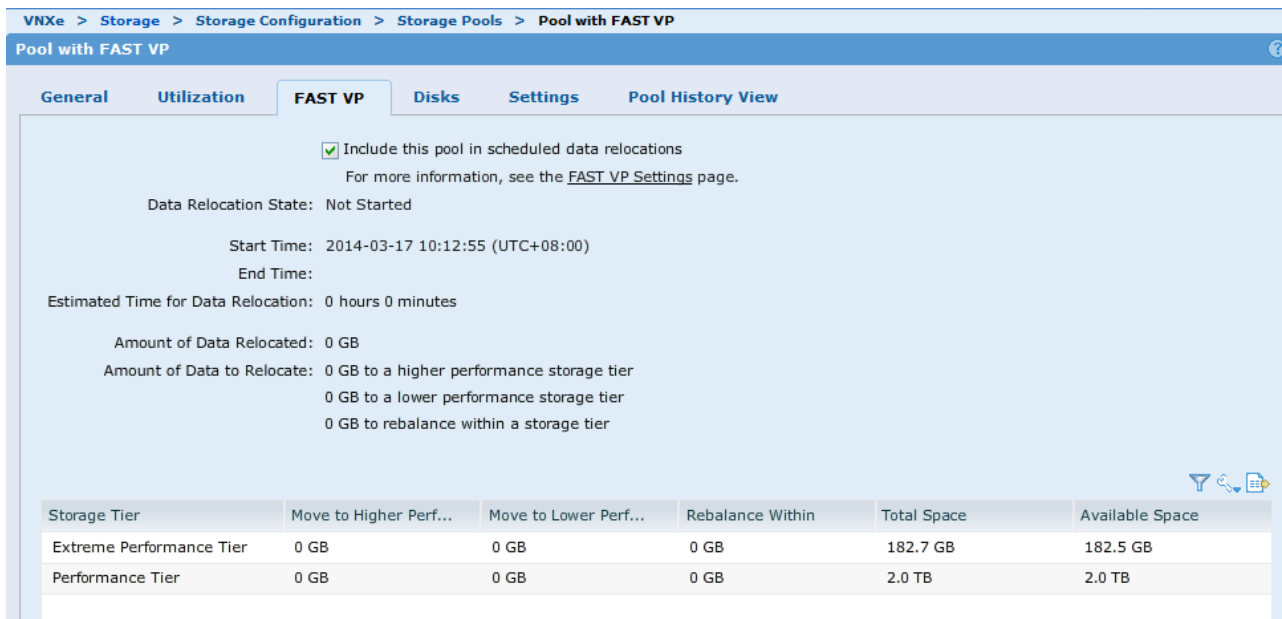 VNXe > Storage > Storage Configuration > Storage Pools > Pool with FAST VP
Pool with FAST VP ?
General Utilization FAST VP Disks Settings Pool History View
Include this pool in scheduled data relocations
For more information, see the FAST VP Settings page.
Data Relocation State: Not Started
Start Time: 2014-03-17 10:12:55 (UTC+08:00)
End Time:
Estimated Time for Data Relocation: 0 hours 0 minutes
Amount of Data Relocated: 0 GB
Amount of Data to Relocate: 0 GB to a higher performance storage tier
0 GB to a lower performance storage tier
0 GB to rebalance within a storage tier
Storage Tier Move to Higher Perf... Move to Lower Perf... Rebalance Within Total Space Available Space
Extreme Performance Tier 0 GB 0 GB 0 GB 182.7 GB 182.5 GB
Performance Tier 0 GB 0 GB 0 GB 2.0 TB 2.0 TB